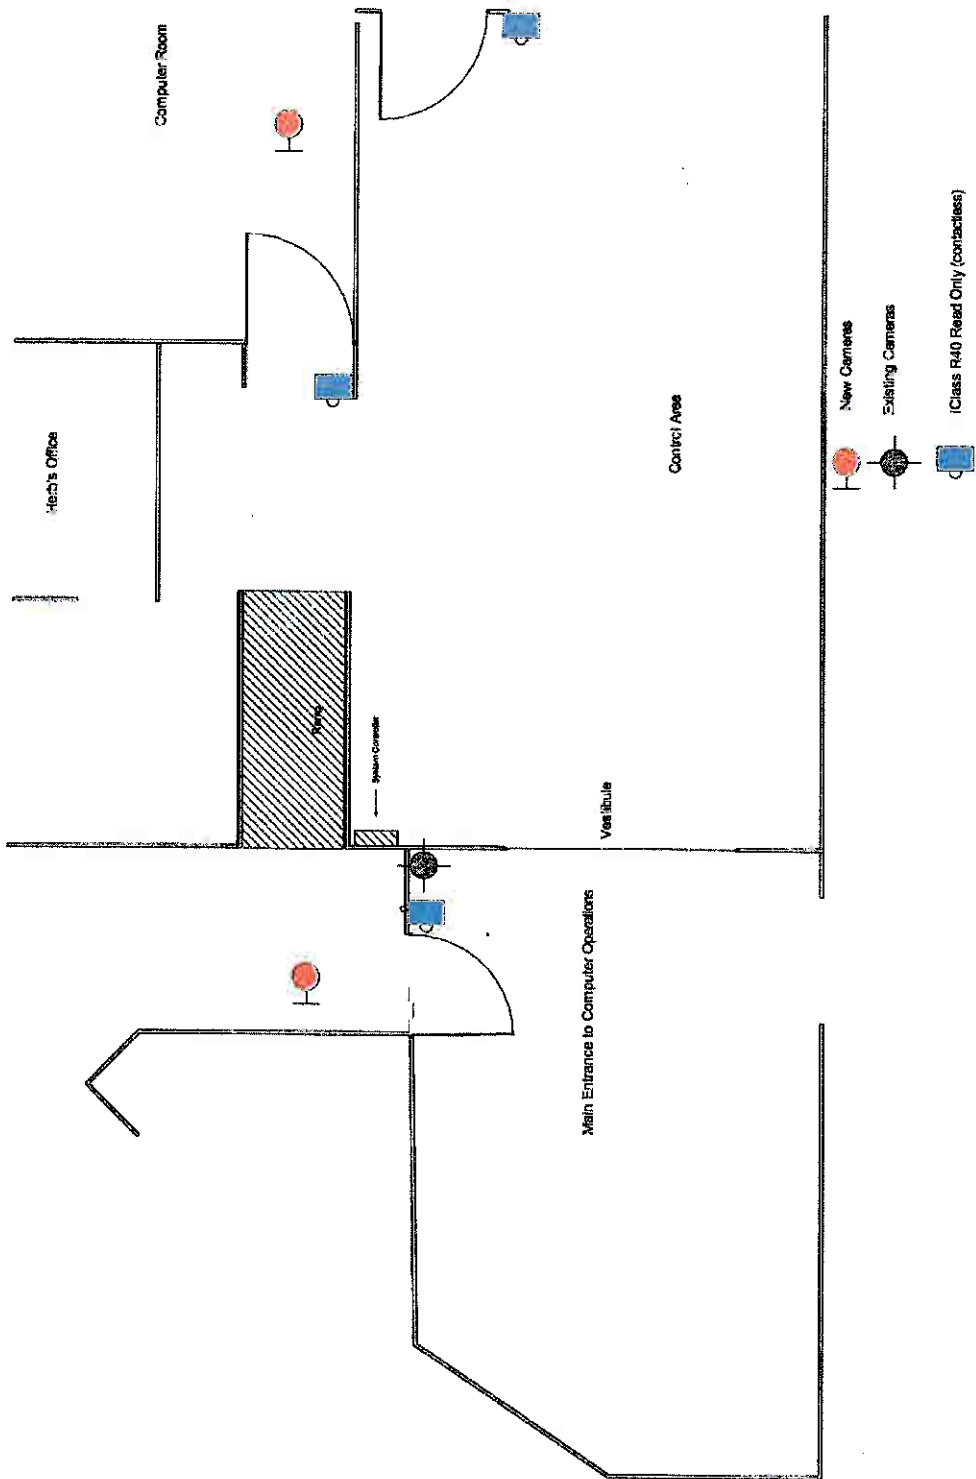 Computer Room
Herb's Office
Control Area
Ramp
System Controller
Vestibule
Main Entrance to Computer Operations
New Cameras
Existing Cameras
iClass R40 Read Only (contactless)